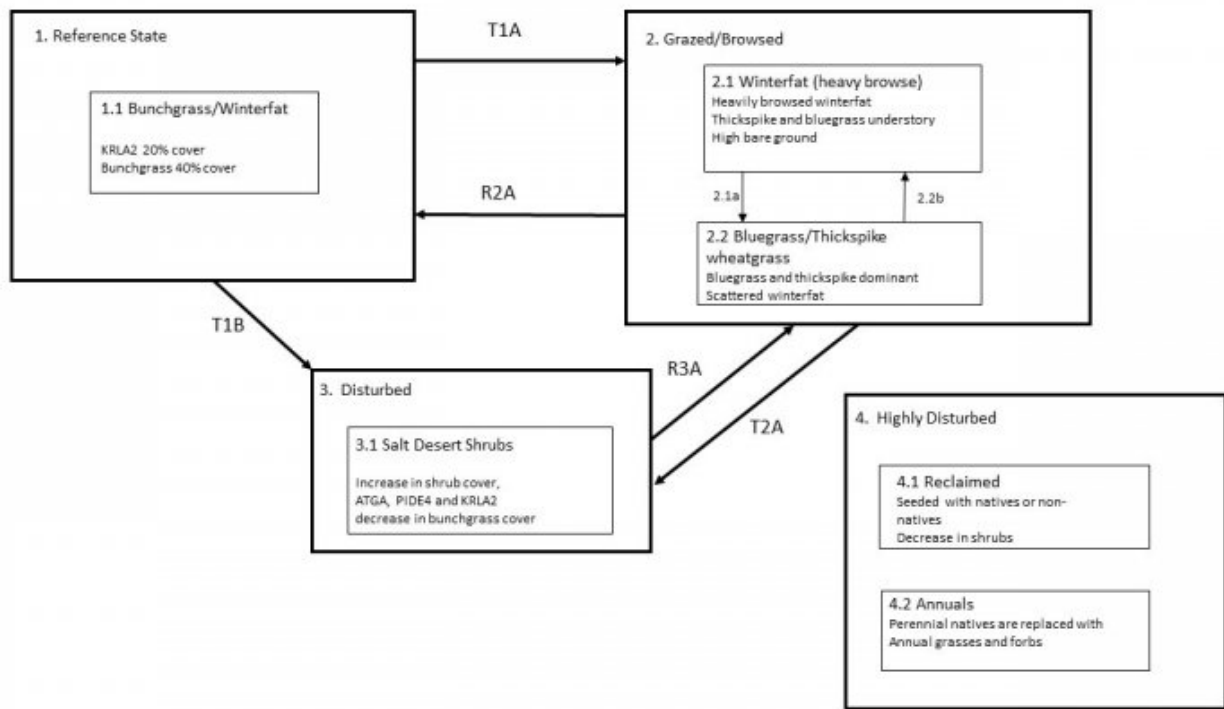 1. Reference State
1.1 Bunchgrass/Winterfat
KRLA2 20% cover
Bunchgrass 40% cover
T1A
R2A
T1B
2. Grazed/Browsed
2.1 Winterfat (heavy browse)
Heavily browsed winterfat
Thickspike and bluegrass understory
High bare ground
2.1a
2.2b
2.2 Bluegrass/Thickspike
wheatgrass
Bluegrass and thickspike dominant
Scattered winterfat
R3A
T2A
3. Disturbed
3.1 Salt Desert Shrubs
Increase in shrub cover,
ATGA, PIDE4 and KRLA2
decrease in bunchgrass cover
4. Highly Disturbed
4.1 Reclaimed
Seeded with natives or non-
natives
Decrease in shrubs
4.2 Annuals
Perennial natives are replaced with
Annual grasses and forbs